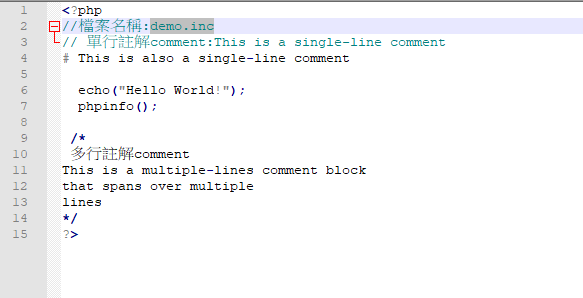 1 <?php
2 //檔案名稱:demo.inc
3 // 單行註解comment:This is a single-line comment
4 # This is also a single-line comment
5
6 echo("Hello World!");
7 phpinfo();
8
9 /*
10 多行註解comment
11 This is a multiple-lines comment block
12 that spans over multiple
13 lines
14 */
15 ?>